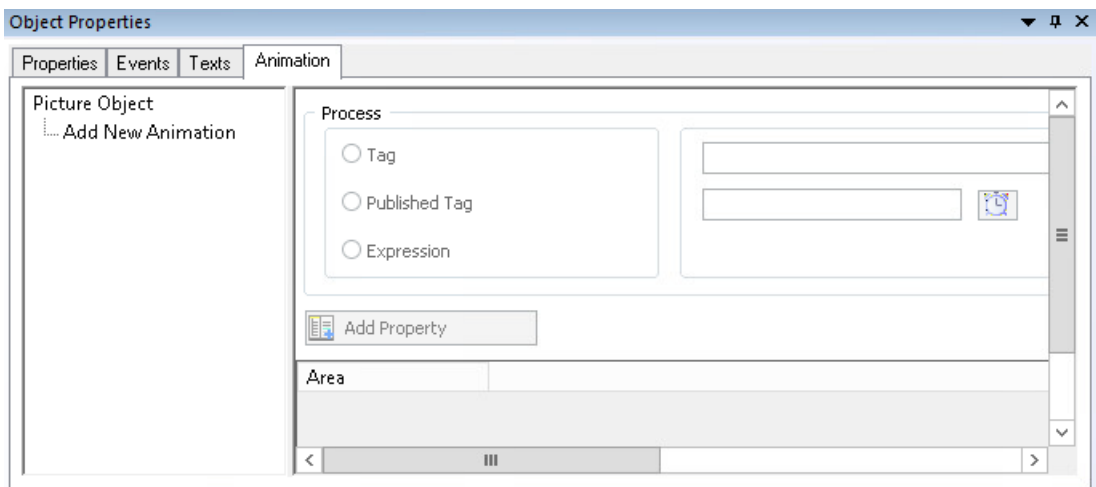 Object Properties
Properties Events Texts Animation
Picture Object
Add New Animation
Process
Tag
Published Tag
Expression
Add Property
Area